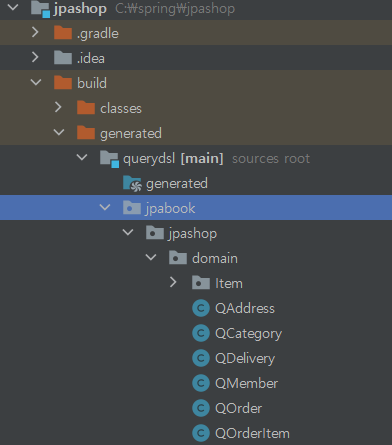 jpashop C:₩spring₩jpashop
.gradle
.idea
build
classes
generated
querydsl [main] sources root
generated
jpabook
jpashop
domain
Item
QAddress
QCategory
QDelivery
QMember
QOrder
QOrderItem